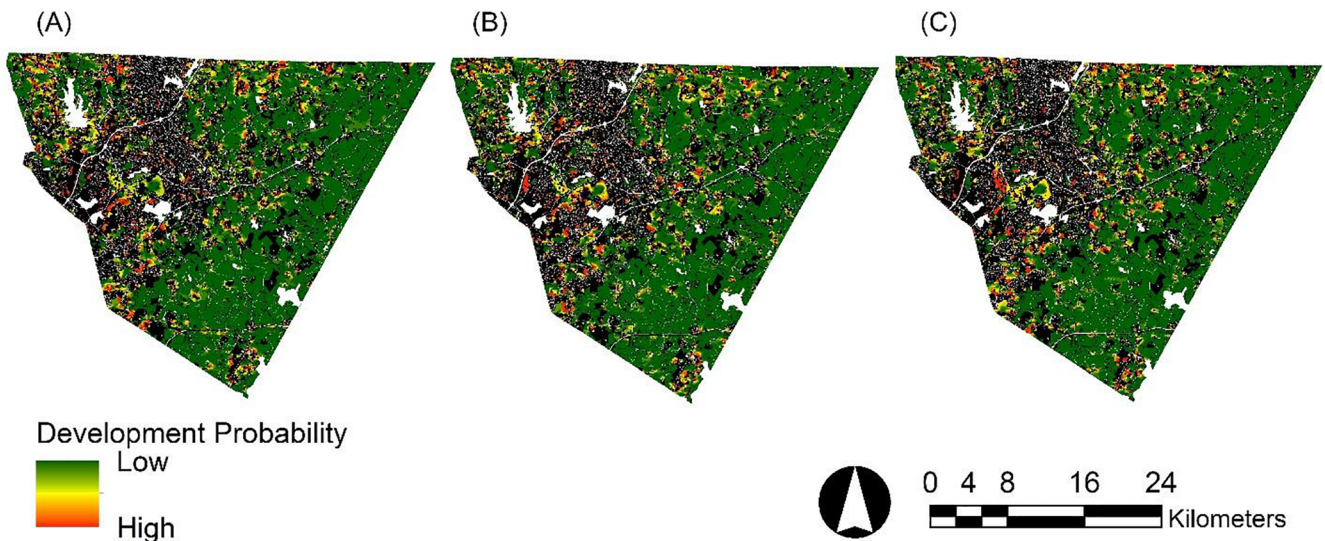 (A)
(B)
(C)
Development Probability
Low
High
0 4 8 16 24
Kilometers